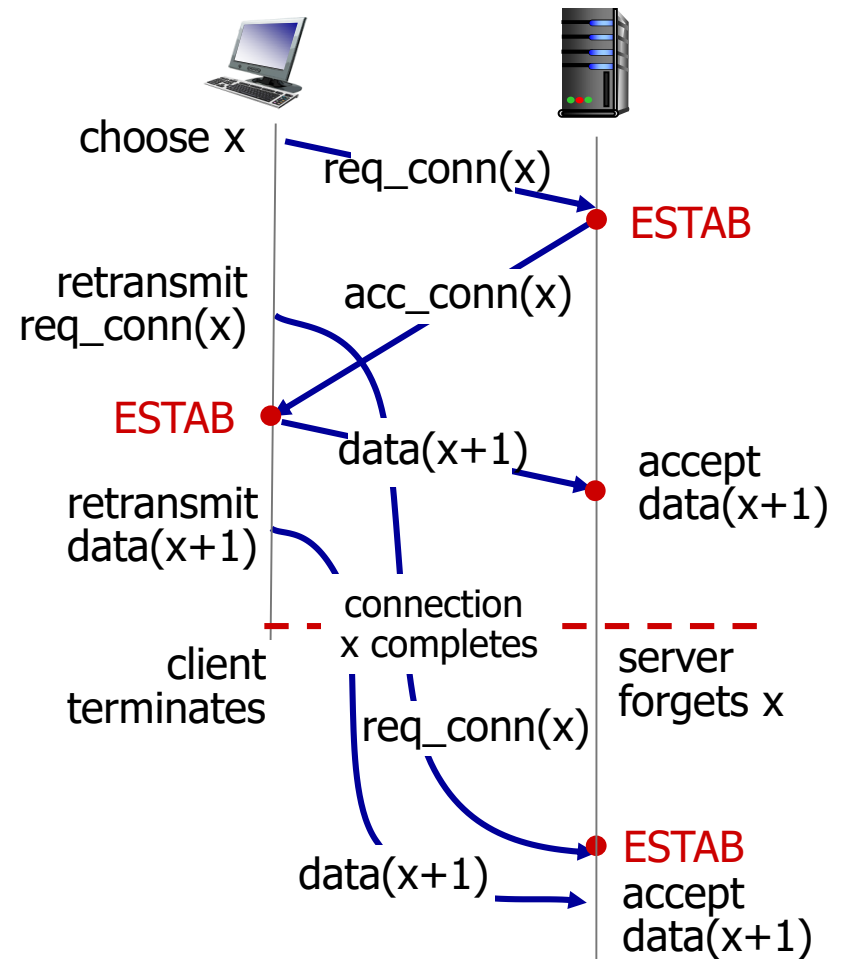 choose x
req_conn(x)
ESTAB
retransmit
req_conn(x)
acc_conn(x)
ESTAB
data(x+1)
accept
data(x+1)
retransmit
data(x+1)
connection
x completes
client
terminates
server
forgets x
req_conn(x)
ESTAB
data(x+1)
accept
data(x+1)